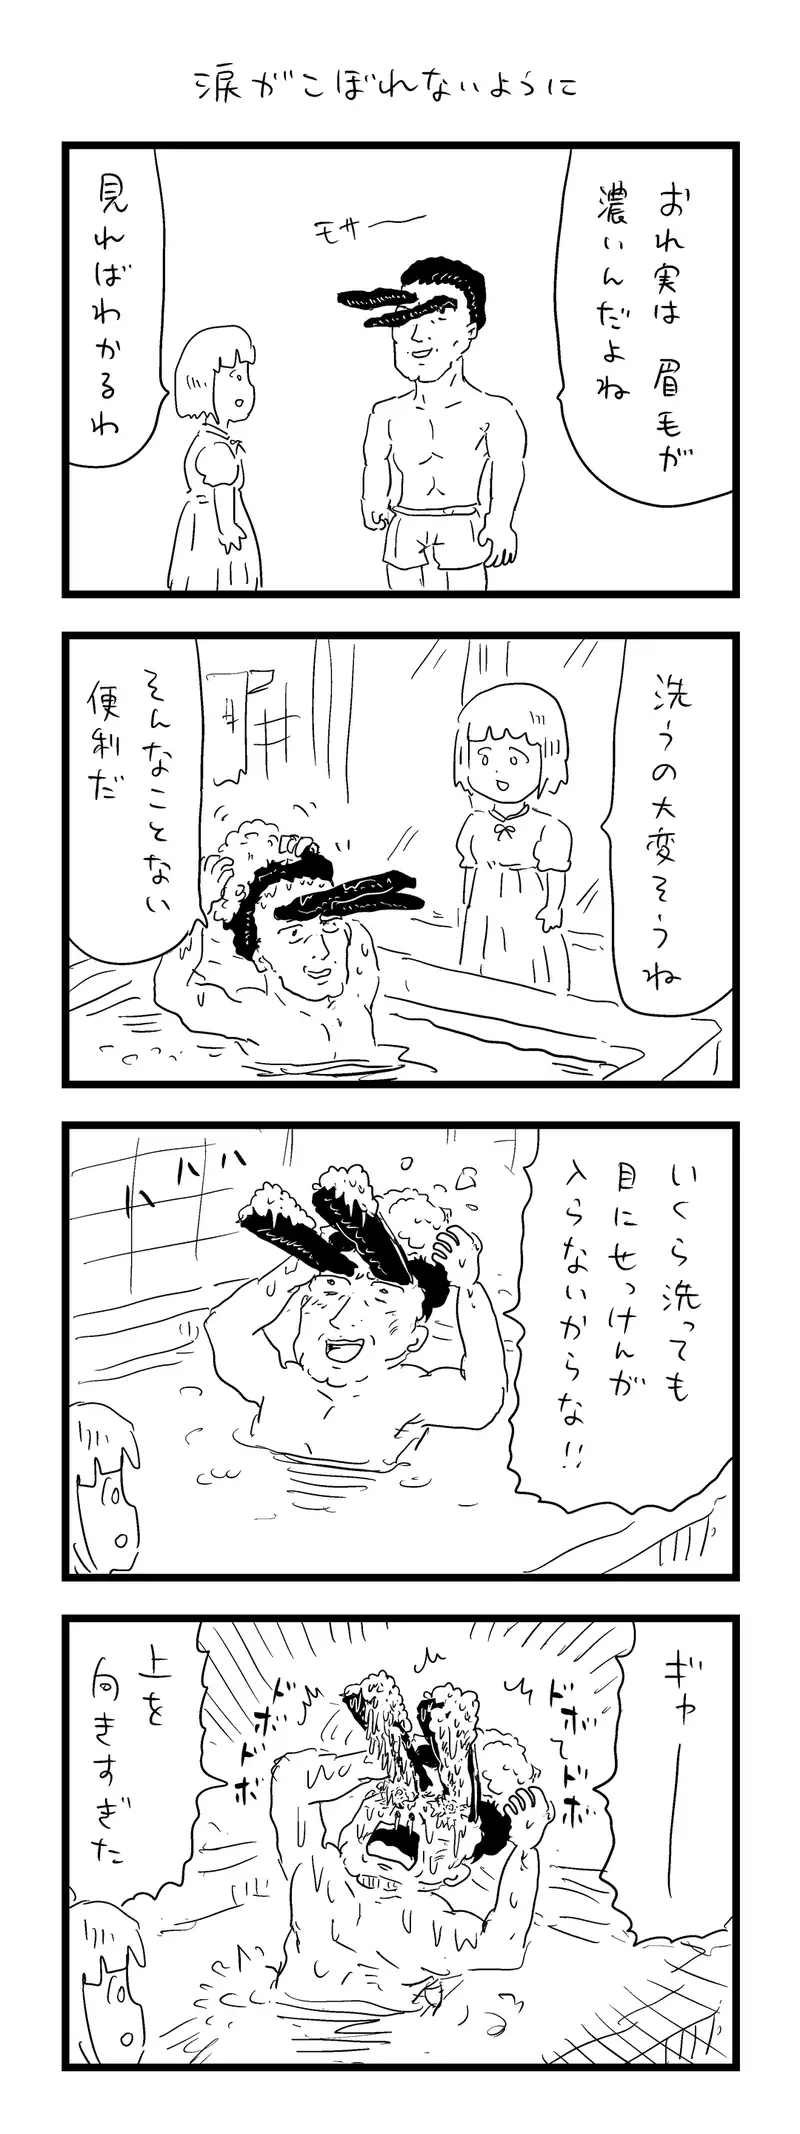 涙がこぼれないように
おれ実は 眉毛が
濃いんだよね
モサー
見ればわかるわ
洗うの大変そうね
そんなことない
便利だ
いくら洗っても
目にせっけんが
入らないからな!!
ギャー
ドボドボ
ドボドボ
上を
向きすぎた